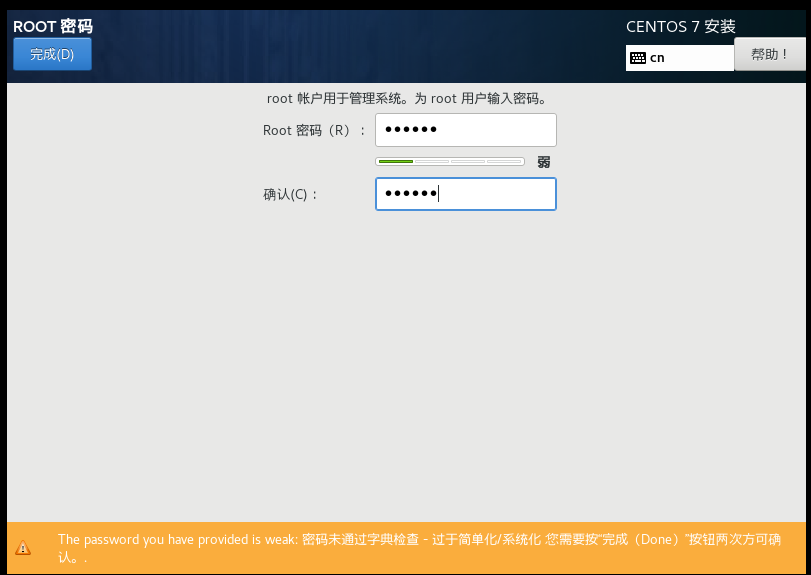 ROOT 密码
CENTOS 7 安装
完成(D)
cn
帮助！
root 帐户用于管理系统。为 root 用户输入密码。
Root 密码（R）：
••••••
弱
确认(C)：
••••••
The password you have provided is weak: 密码未通过字典检查 - 过于简单化/系统化 您需要按“完成（Done）”按钮两次方可确
认。.